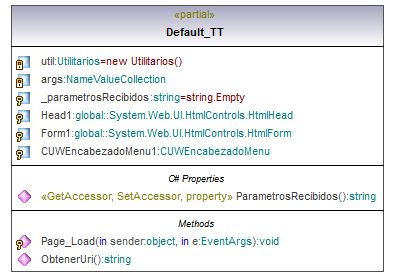 «partial»
Default_TT
util:Utilitarios=new Utilitarios()
args:NameValueCollection
_parametrosRecibidos:string=string.Empty
Head1:global::System.Web.UI.HtmlControls.HtmlHead
Form1:global::System.Web.UI.HtmlControls.HtmlForm
CUWEncabezadoMenu1:CUWEncabezadoMenu
C# Properties
«GetAccessor, SetAccessor, property» ParametrosRecibidos():string
Methods
Page_Load(in sender:object, in e:EventArgs):void
ObtenerUri():string